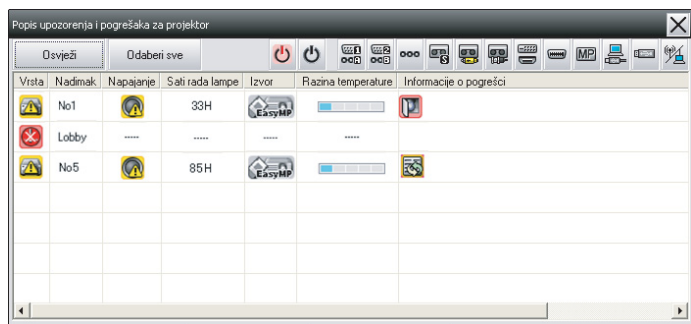 Popis upozorenja i pogrešaka za projektor
Osvježi Odaberi sve MP
Vrsta Nadimak Napajanje Sati rada lampe Izvor Razina temperature Informacije o pogrešci
No1 33H EasyMP
Lobby ----- ----- ----- -----
No5 85H EasyMP